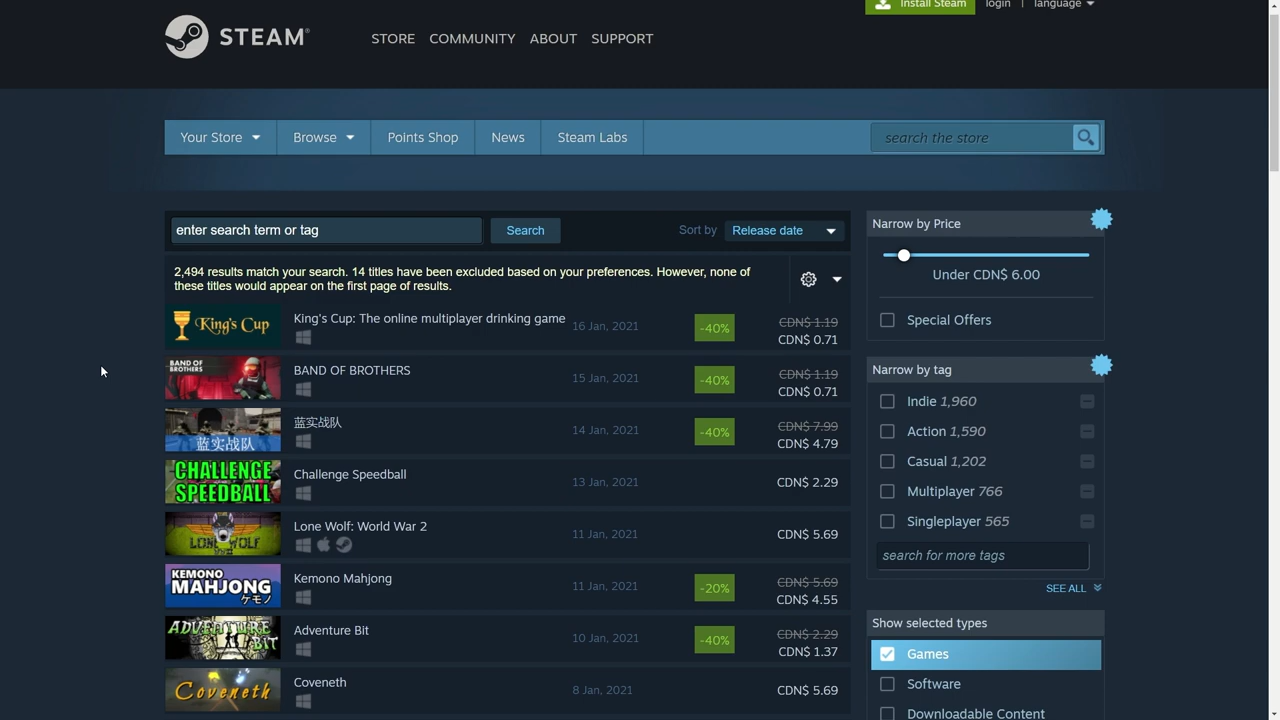 Install Steam login | language
STEAM®
STORE COMMUNITY ABOUT SUPPORT
Your Store Browse Points Shop News Steam Labs search the store
enter search term or tag Search Sort by Release date
2,494 results match your search. 14 titles have been excluded based on your preferences. However, none of
these titles would appear on the first page of results.
King's Cup King's Cup: The online multiplayer drinking game 16 Jan, 2021 -40% CDN$ 1.19
CDN$ 0.71
BAND OF
BROTHERS BAND OF BROTHERS 15 Jan, 2021 -40% CDN$ 1.19
CDN$ 0.71
蓝实战队 蓝实战队 14 Jan, 2021 -40% CDN$ 7.99
CDN$ 4.79
CHALLENGE
SPEEDBALL Challenge Speedball 13 Jan, 2021 CDN$ 2.29
LONE WOLF Lone Wolf: World War 2 11 Jan, 2021 CDN$ 5.69
KEMONO
MAHJONG
ケモノ Kemono Mahjong 11 Jan, 2021 -20% CDN$ 5.69
CDN$ 4.55
ADVENTURE
BIT Adventure Bit 10 Jan, 2021 -40% CDN$ 2.29
CDN$ 1.37
Coveneth Coveneth 8 Jan, 2021 CDN$ 5.69
Narrow by Price
Under CDN$ 6.00
Special Offers
Narrow by tag
Indie 1,960
Action 1,590
Casual 1,202
Multiplayer 766
Singleplayer 565
search for more tags
SEE ALL
Show selected types
Games
Software
Downloadable Content